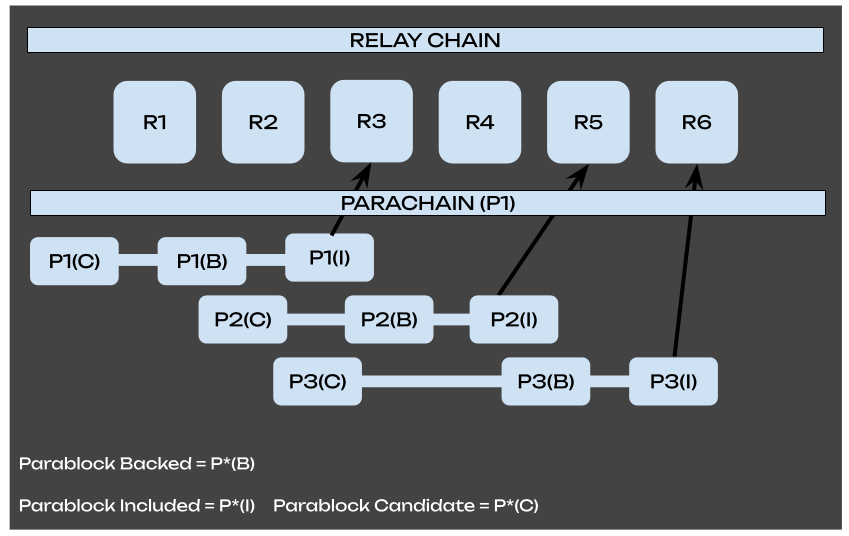 RELAY CHAIN
R1 R2 R3 R4 R5 R6
PARACHAIN (P1)
P1(C) P1(B) P1(I)
P2(C) P2(B) P2(I)
P3(C) P3(B) P3(I)
Parablock Backed = P*(B)
Parablock Included = P*(I) Parablock Candidate = P*(C)